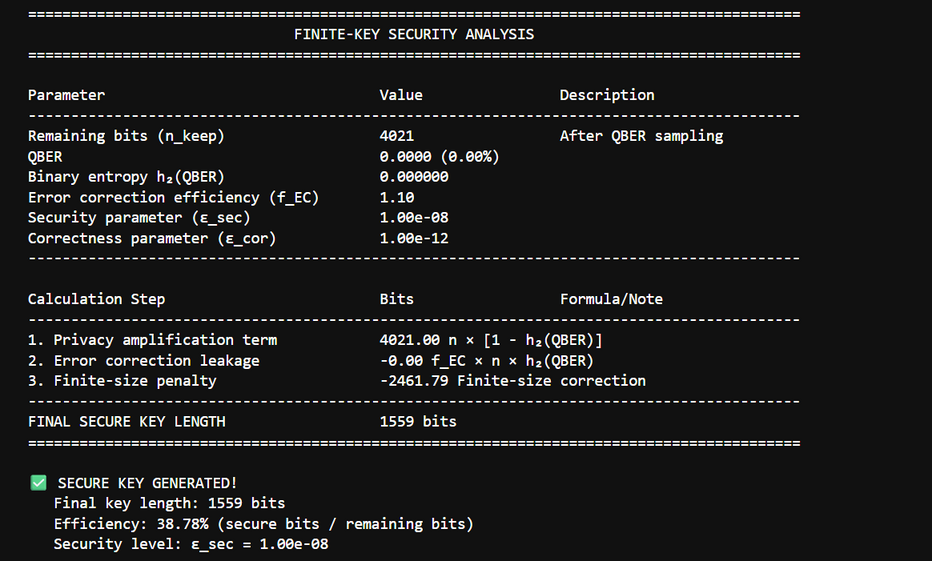 ==========================================================================================
FINITE-KEY SECURITY ANALYSIS
==========================================================================================
Parameter Value Description
------------------------------------------------------------------------------------------
Remaining bits (n_keep) 4021 After QBER sampling
QBER 0.0000 (0.00%)
Binary entropy h₂(QBER) 0.000000
Error correction efficiency (f_EC) 1.10
Security parameter (ε_sec) 1.00e-08
Correctness parameter (ε_cor) 1.00e-12
------------------------------------------------------------------------------------------
Calculation Step Bits Formula/Note
------------------------------------------------------------------------------------------
1. Privacy amplification term 4021.00 n × [1 - h₂(QBER)]
2. Error correction leakage -0.00 f_EC × n × h₂(QBER)
3. Finite-size penalty -2461.79 Finite-size correction
------------------------------------------------------------------------------------------
FINAL SECURE KEY LENGTH 1559 bits
==========================================================================================
✅ SECURE KEY GENERATED!
Final key length: 1559 bits
Efficiency: 38.78% (secure bits / remaining bits)
Security level: ε_sec = 1.00e-08